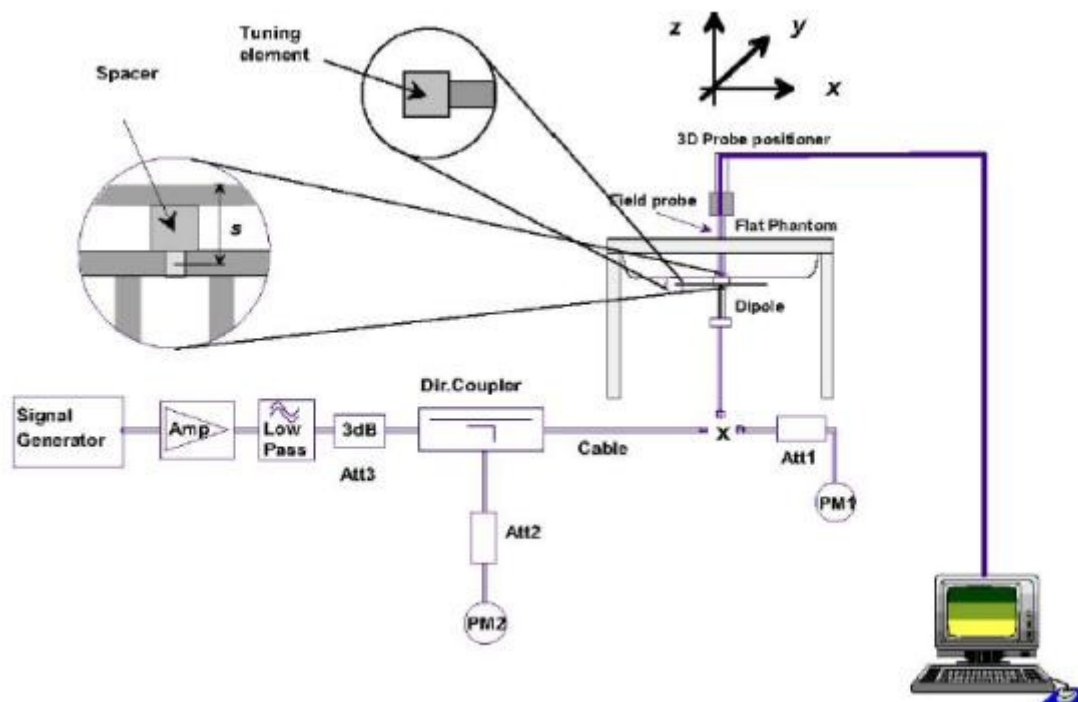 Tuning
element
Spacer
z
y
x
3D Probe positioner
Field probe
s
Flat Phantom
Dipole
Dir.Coupler
Signal
Generator
Amp
Low
Pass
3dB
Att3
Cable
x
Att1
PM1
Att2
PM2